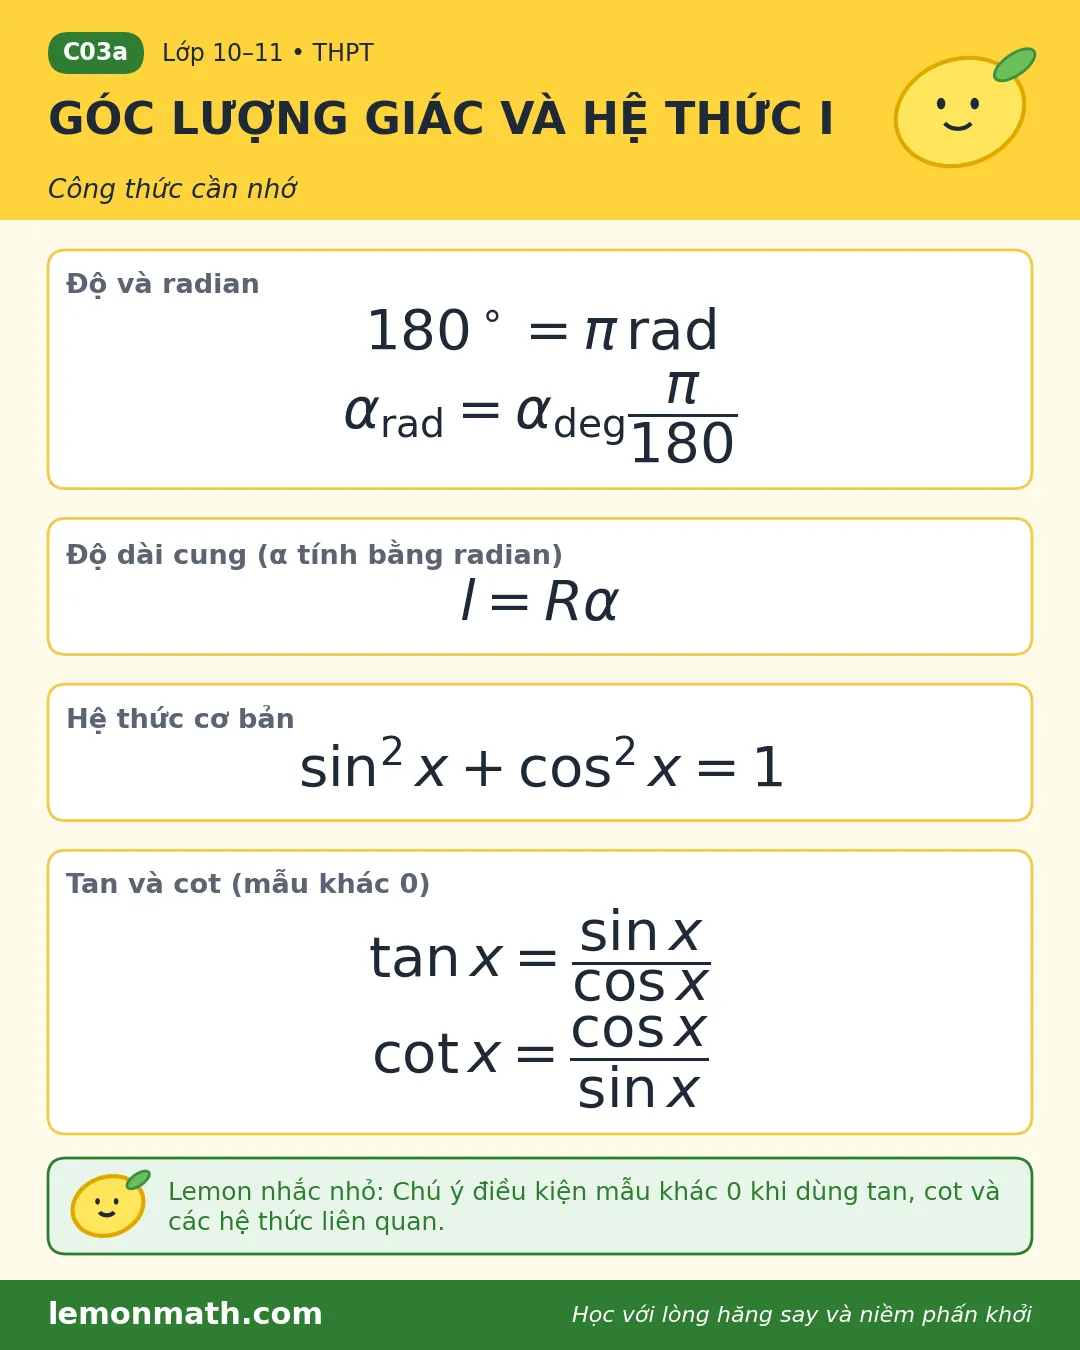 C03a Lớp 10–11 • THPT
GÓC LƯỢNG GIÁC VÀ HỆ THỨC I
Công thức cần nhớ
Độ và radian
180° = π rad
α_rad = α_deg π/180
Độ dài cung (α tính bằng radian)
l = Rα
Hệ thức cơ bản
sin² x + cos² x = 1
Tan và cot (mẫu khác 0)
tan x = sin x / cos x
cot x = cos x / sin x
Lemon nhắc nhỏ: Chú ý điều kiện mẫu khác 0 khi dùng tan, cot và
các hệ thức liên quan.
lemonmath.com
Học với lòng hăng say và niềm phấn khởi